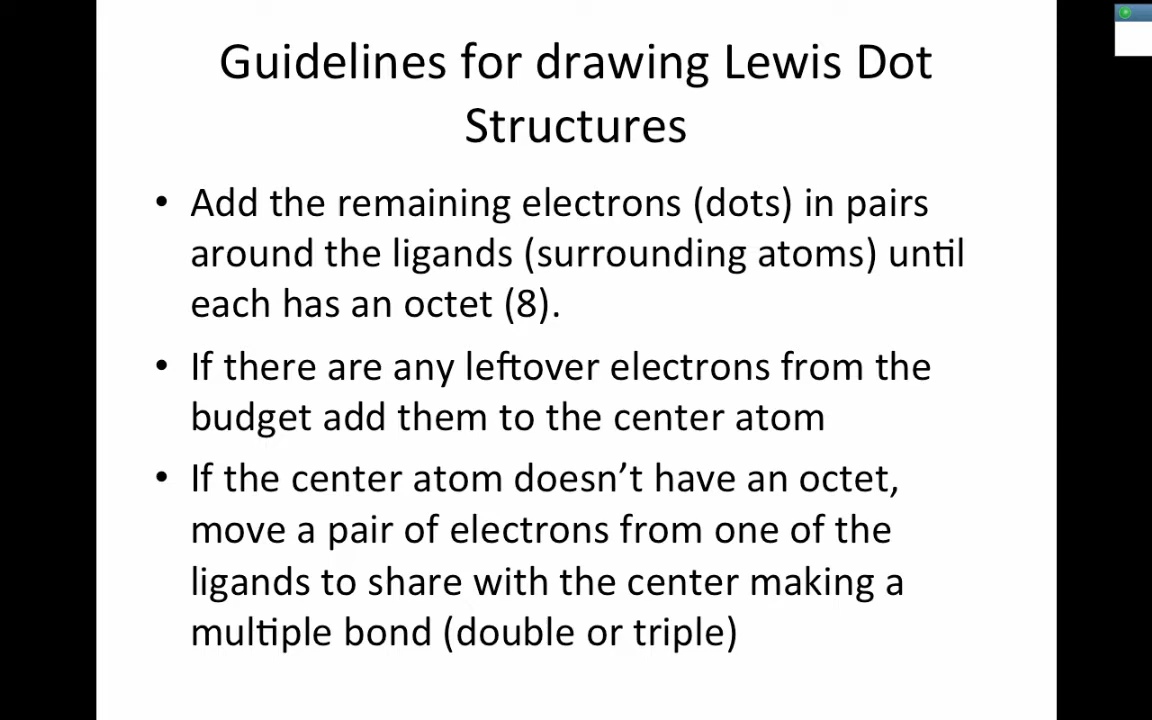 Guidelines for drawing Lewis Dot
Structures
• Add the remaining electrons (dots) in pairs
around the ligands (surrounding atoms) until
each has an octet (8).
• If there are any leftover electrons from the
budget add them to the center atom
• If the center atom doesn’t have an octet,
move a pair of electrons from one of the
ligands to share with the center making a
multiple bond (double or triple)